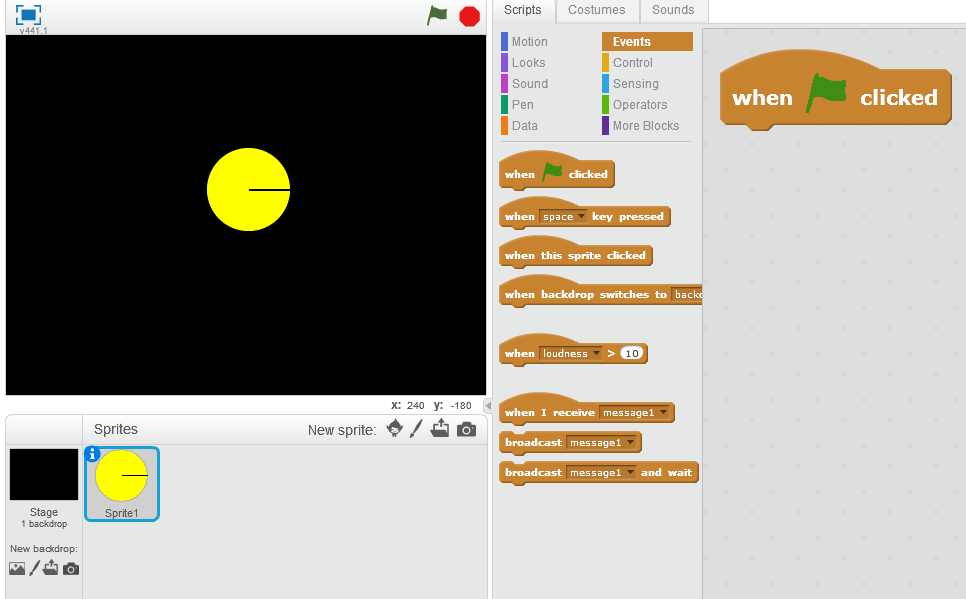 v441.1
x: 240 y: -180
Sprites
New sprite:
Stage
1 backdrop
New backdrop:
Sprite1
Scripts
Costumes
Sounds
Motion
Events
Looks
Control
Sound
Sensing
Pen
Operators
Data
More Blocks
when clicked
when space key pressed
when this sprite clicked
when backdrop switches to backd
when loudness > 10
when I receive message1
broadcast message1
broadcast message1 and wait
when clicked